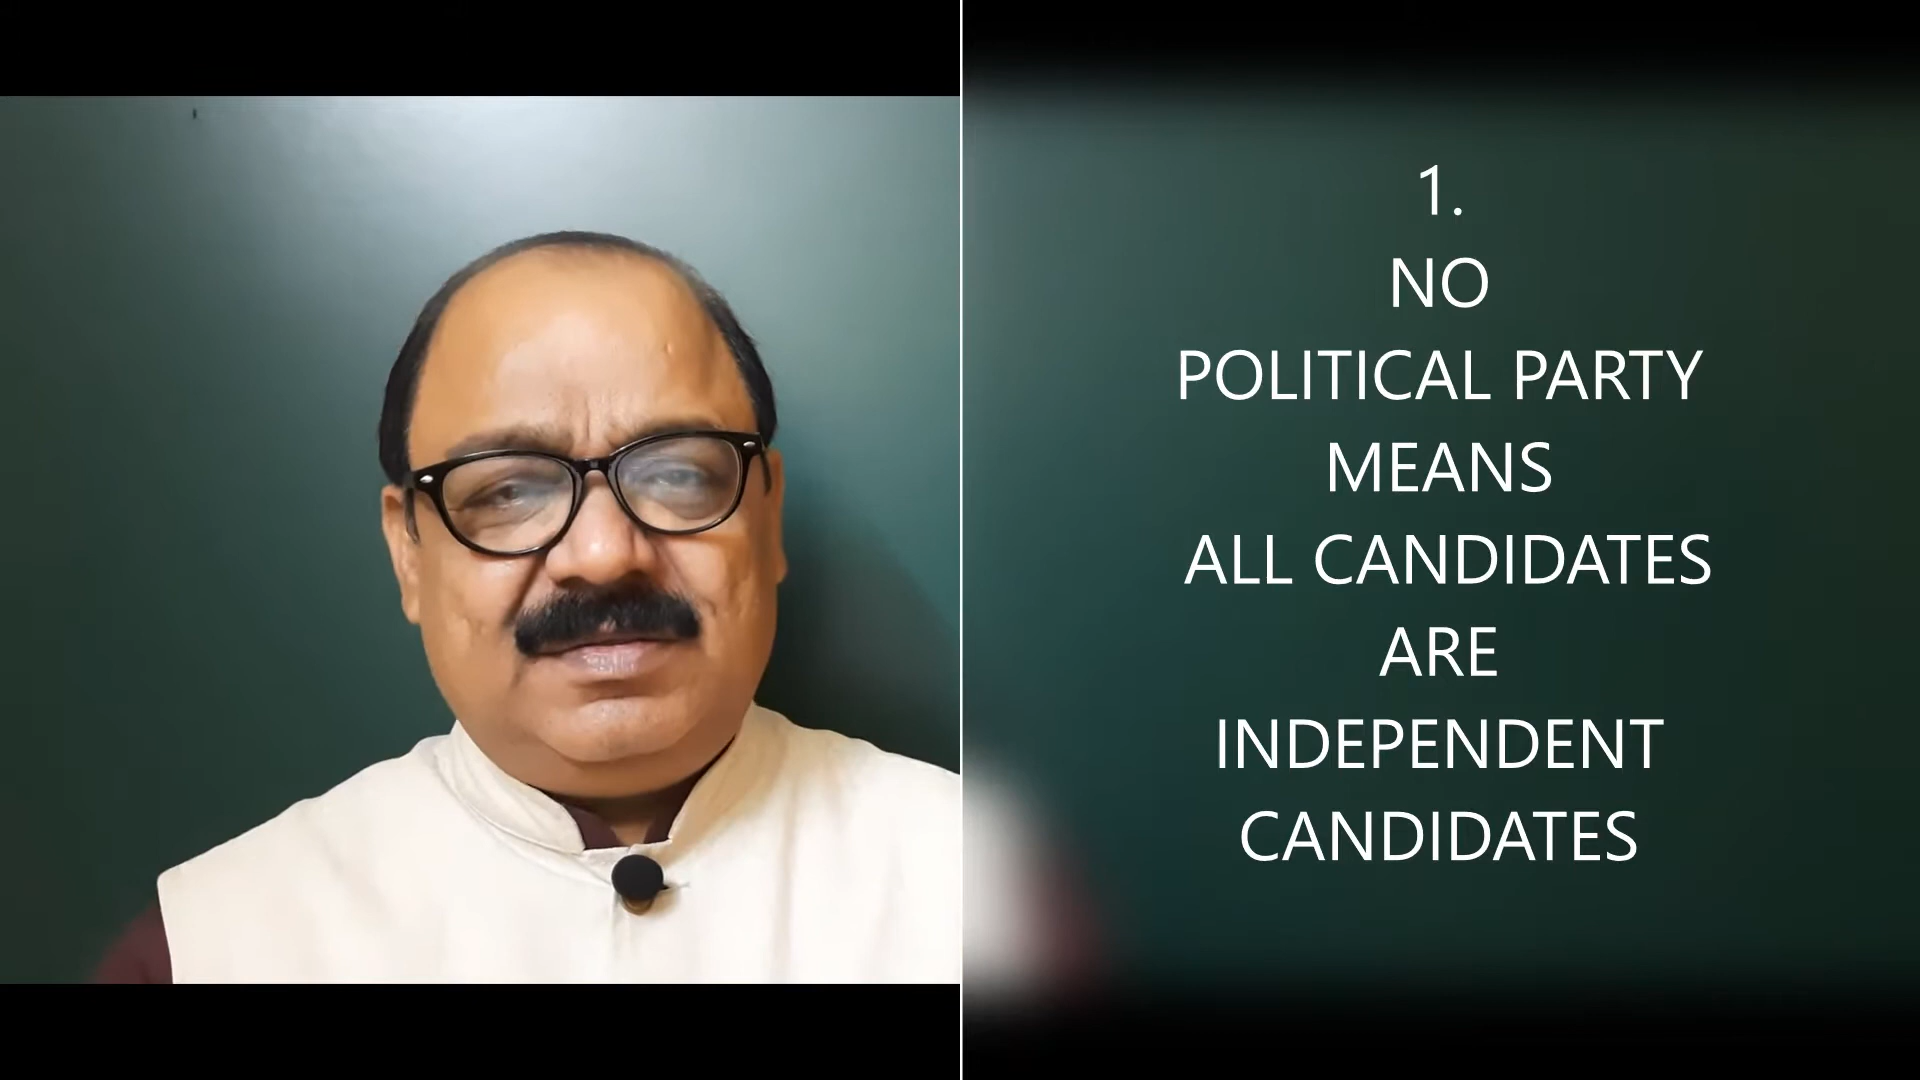 1.
NO
POLITICAL PARTY
MEANS
ALL CANDIDATES
ARE
INDEPENDENT
CANDIDATES